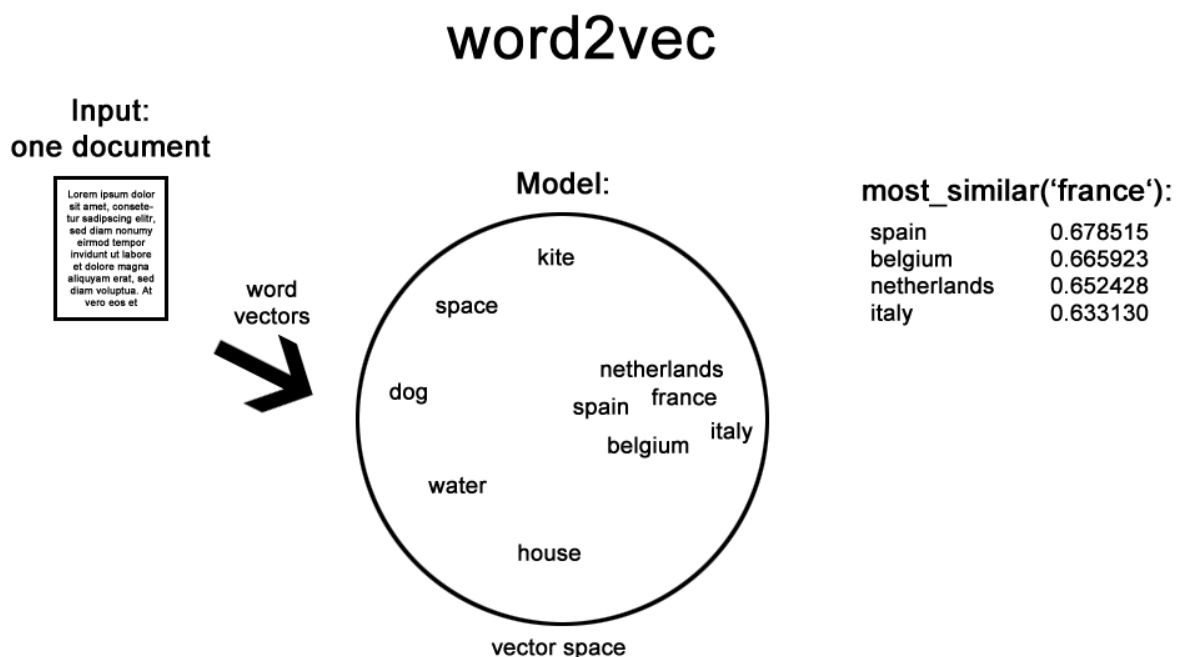 word2vec
Input:
one document
Lorem ipsum dolor
sit amet, consete-
tur sadipscing elitr,
sed diam nonumy
eirmod tempor
invidunt ut labore
et dolore magna
aliquyam erat, sed
diam voluptua. At
vero eos et
word
vectors
Model:
kite
space
netherlands
dog
france
spain
italy
belgium
water
house
vector space
most_similar(‘france‘):
spain 0.678515
belgium 0.665923
netherlands 0.652428
italy 0.633130